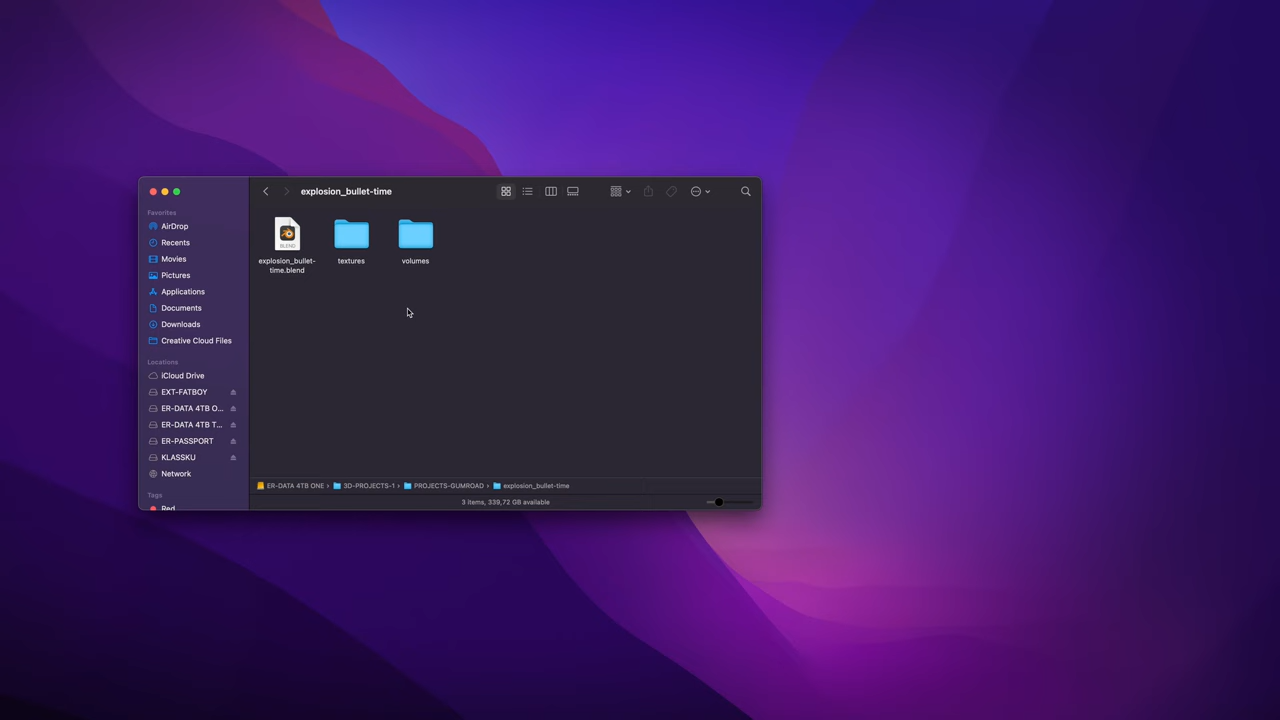 explosion_bullet-time
Favorites
AirDrop
Recents
Movies
Pictures
Applications
Documents
Downloads
Creative Cloud Files
Locations
iCloud Drive
EXT-FATBOY
ER-DATA 4TB O...
ER-DATA 4TB T...
ER-PASSPORT
KLASSKU
Network
Tags
Red
BLEND
explosion_bullet-
time.blend
textures
volumes
ER-DATA 4TB ONE › 3D-PROJECTS-1 › PROJECTS-GUMROAD › explosion_bullet-time
3 items, 339,72 GB available